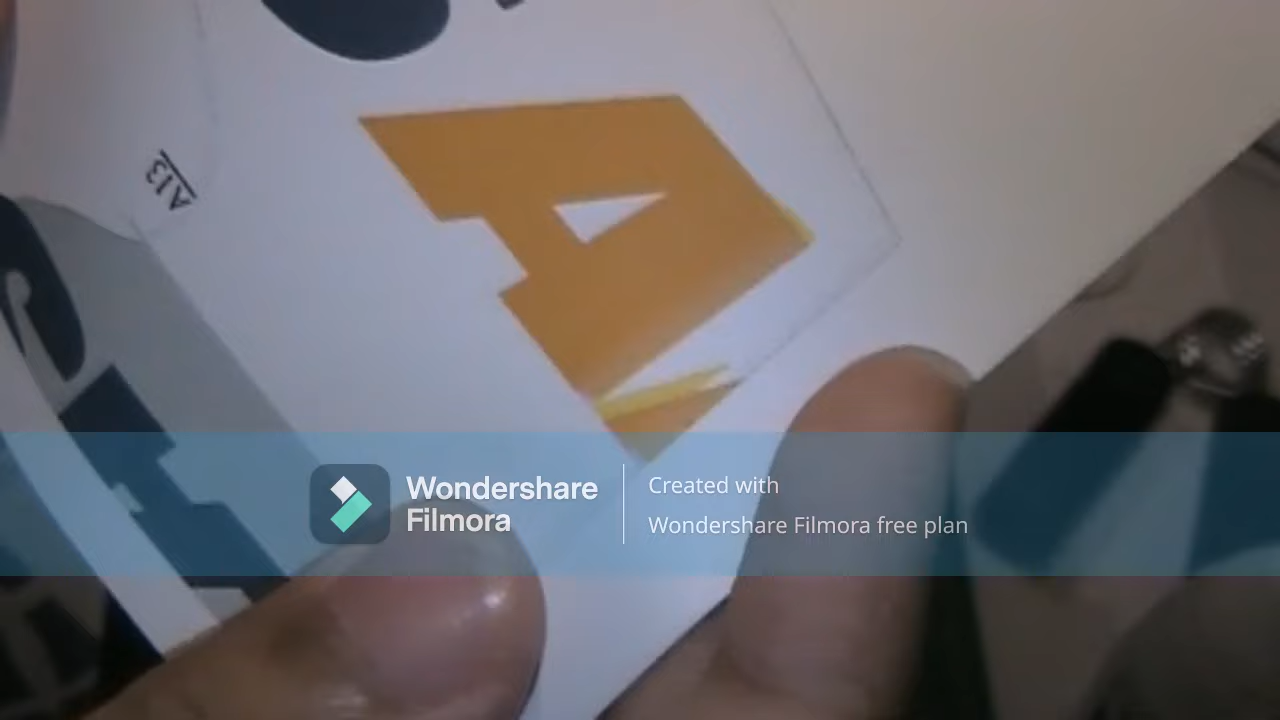 A
A13
Wondershare
Filmora
Created with
Wondershare Filmora free plan